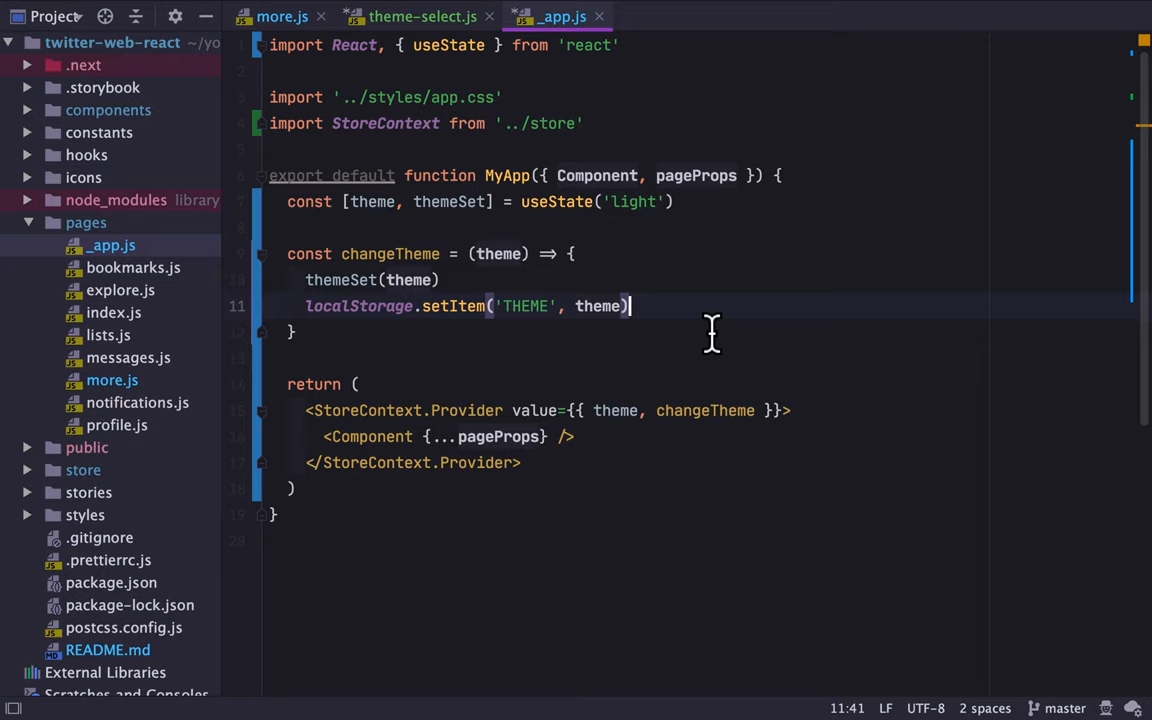 Project
more.js
theme-select.js
_app.js
twitter-web-react ~/yo
.next
.storybook
components
constants
hooks
icons
node_modules library
pages
_app.js
bookmarks.js
explore.js
index.js
lists.js
messages.js
more.js
notifications.js
profile.js
public
store
stories
styles
.gitignore
.prettierrc.js
package.json
package-lock.json
postcss.config.js
README.md
External Libraries
Scratches and Consoles
1 import React, { useState } from 'react'
2
3 import '../styles/app.css'
4 import StoreContext from '../store'
5
6 export default function MyApp({ Component, pageProps }) {
7 const [theme, themeSet] = useState('light')
8
9 const changeTheme = (theme) => {
10 themeSet(theme)
11 localStorage.setItem('THEME', theme)
12 }
13
14 return (
15 <StoreContext.Provider value={{ theme, changeTheme }}>
16 <Component {...pageProps} />
17 </StoreContext.Provider>
18 )
19 }
20
11:41 LF UTF-8 2 spaces master